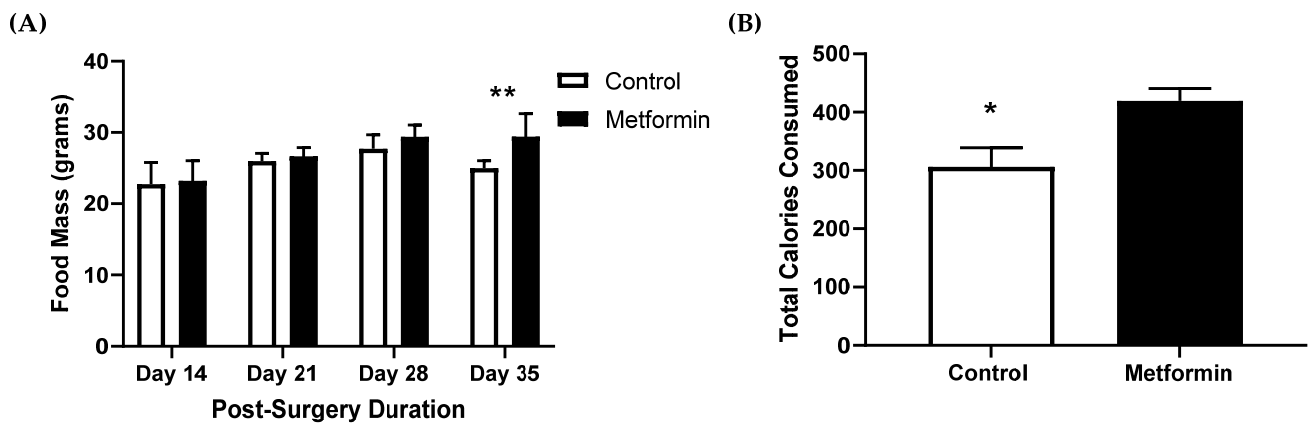 (A)
40
30
20
10
0
Food Mass (grams)
**
Control
Metformin
Day 14 Day 21 Day 28 Day 35
Post-Surgery Duration
(B)
500
400
300
200
100
0
Total Calories Consumed
*
Control Metformin